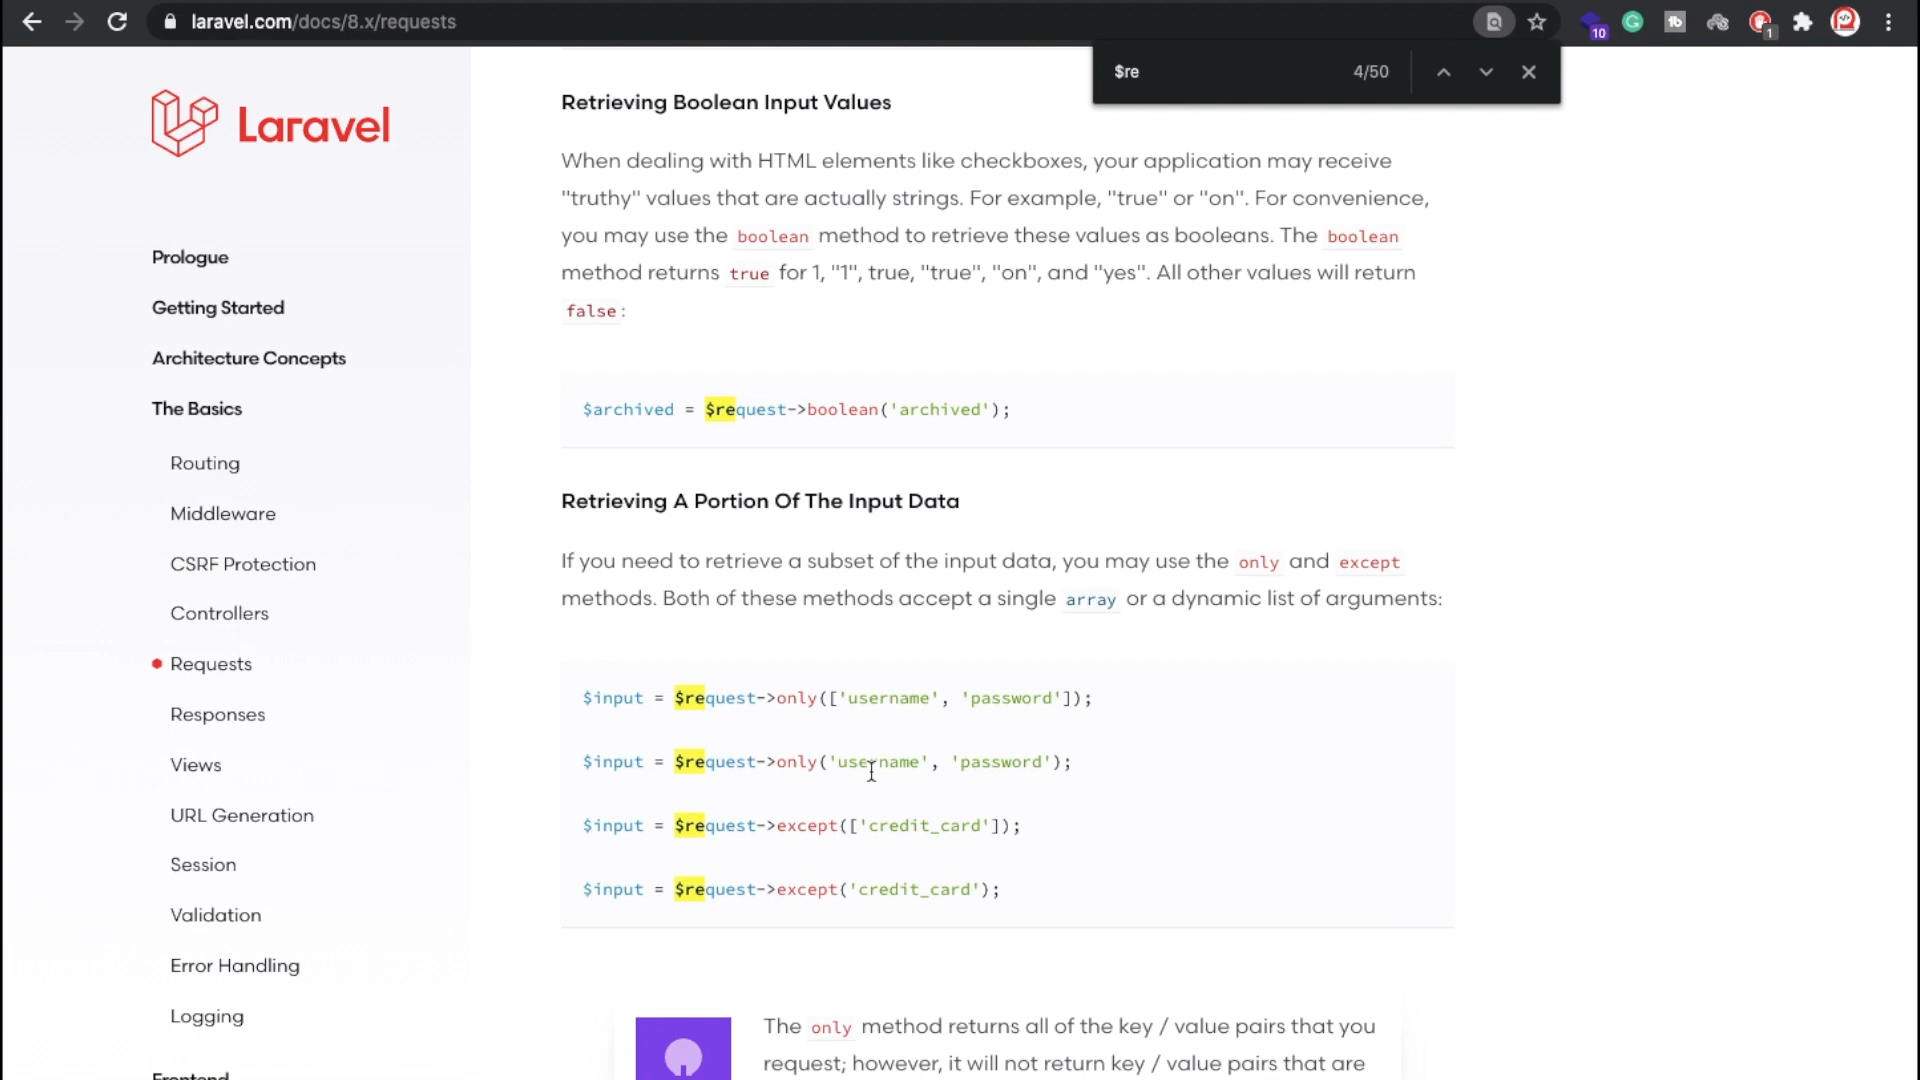 laravel.com/docs/8.x/requests
10
1
$re
4/50
Laravel
Prologue
Getting Started
Architecture Concepts
The Basics
Routing
Middleware
CSRF Protection
Controllers
Requests
Responses
Views
URL Generation
Session
Validation
Error Handling
Logging
Frontend
Retrieving Boolean Input Values
When dealing with HTML elements like checkboxes, your application may receive
"truthy" values that are actually strings. For example, "true" or "on". For convenience,
you may use the boolean method to retrieve these values as booleans. The boolean
method returns true for 1, "1", true, "true", "on", and "yes". All other values will return
false:
$archived = $request->boolean('archived');
Retrieving A Portion Of The Input Data
If you need to retrieve a subset of the input data, you may use the only and except
methods. Both of these methods accept a single array or a dynamic list of arguments:
$input = $request->only(['username', 'password']);
$input = $request->only('username', 'password');
$input = $request->except(['credit_card']);
$input = $request->except('credit_card');
The only method returns all of the key / value pairs that you
request; however, it will not return key / value pairs that are